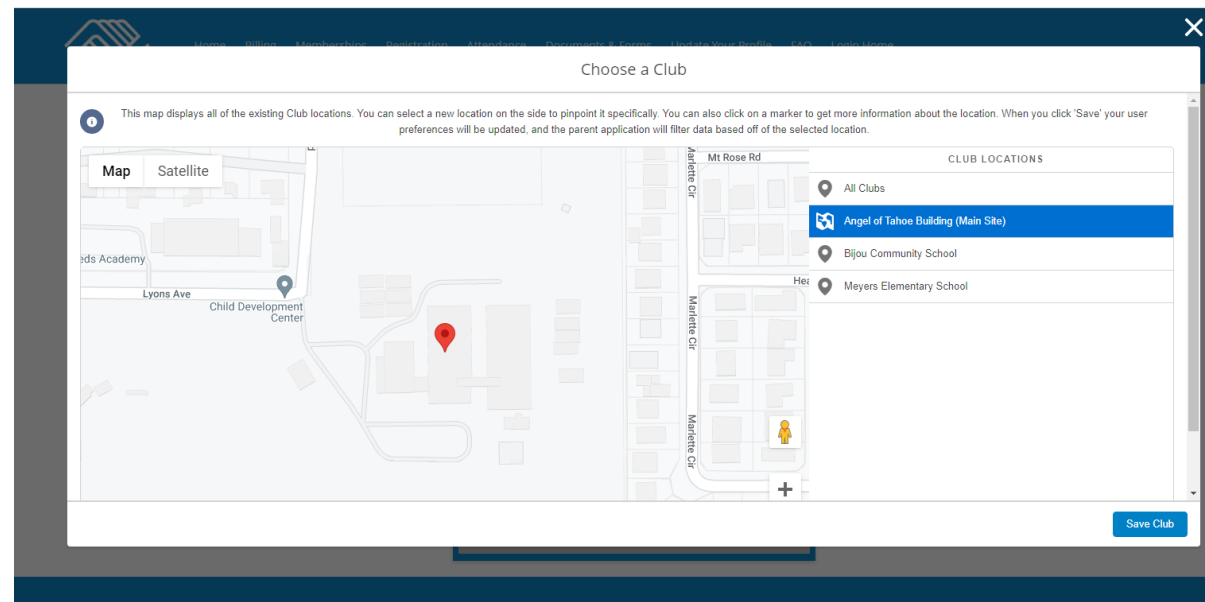 Home Billing Memberships Registration Attendance Documents & Forms Update Your Profile FAQ Login Home
Choose a Club
This map displays all of the existing Club locations. You can select a new location on the side to pinpoint it specifically. You can also click on a marker to get more information about the location. When you click 'Save' your user
preferences will be updated, and the parent application will filter data based off of the selected location.
Map Satellite
Marlette Cir
Mt Rose Rd
CLUB LOCATIONS
All Clubs
Angel of Tahoe Building (Main Site)
Bijou Community School
Meyers Elementary School
eds Academy
Lyons Ave
Child Development
Center
Hea
Marlette Cir
Marlette Cir
Save Club